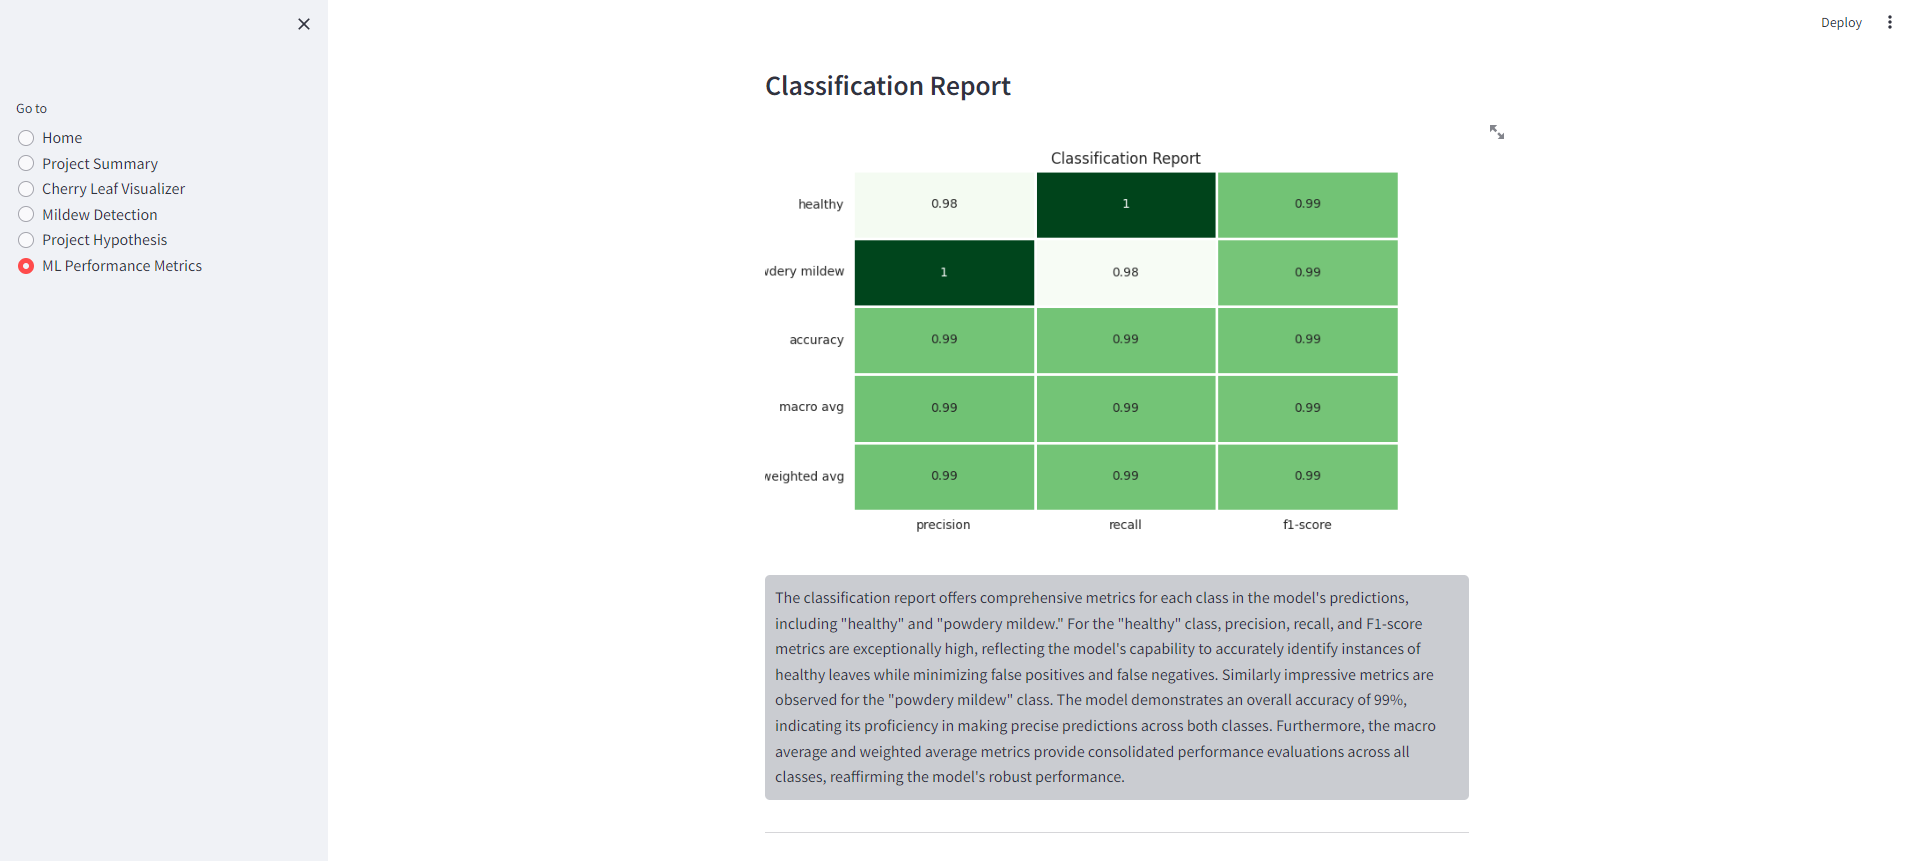 Deploy
Go to
Home
Project Summary
Cherry Leaf Visualizer
Mildew Detection
Project Hypothesis
ML Performance Metrics
Classification Report
Classification Report
healthy 0.98 1 0.99
wdery mildew 1 0.98 0.99
accuracy 0.99 0.99 0.99
macro avg 0.99 0.99 0.99
weighted avg 0.99 0.99 0.99
precision recall f1-score
The classification report offers comprehensive metrics for each class in the model's predictions,
including "healthy" and "powdery mildew." For the "healthy" class, precision, recall, and F1-score
metrics are exceptionally high, reflecting the model's capability to accurately identify instances of
healthy leaves while minimizing false positives and false negatives. Similarly impressive metrics are
observed for the "powdery mildew" class. The model demonstrates an overall accuracy of 99%,
indicating its proficiency in making precise predictions across both classes. Furthermore, the macro
average and weighted average metrics provide consolidated performance evaluations across all
classes, reaffirming the model's robust performance.